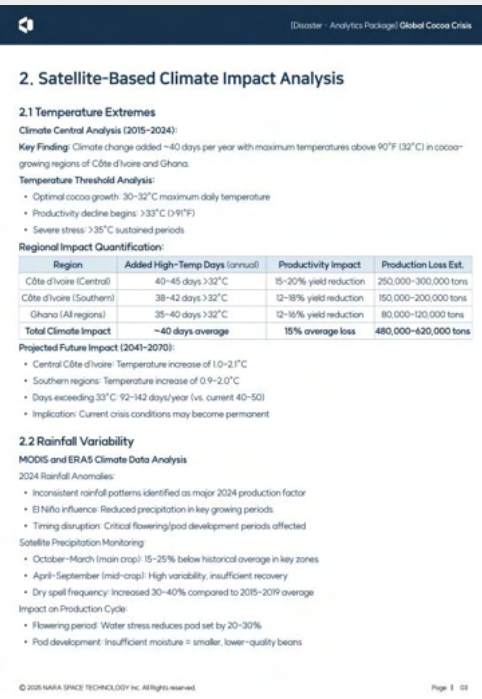 [Disaster - Analytics Package] Global Cocoa Crisis
2. Satellite-Based Climate Impact Analysis
2.1 Temperature Extremes
Climate Central Analysis (2015-2024):
Key Finding: Climate change added ~40 days per year with maximum temperatures above 90°F (32°C) in cocoa-
growing regions of Côte d'Ivoire and Ghana.
Temperature Threshold Analysis:
• Optimal cocoa growth: 30-32°C maximum daily temperature
• Productivity decline begins: >33°C (>91°F)
• Severe stress: >35°C sustained periods
Regional Impact Quantification:
Region Added High-Temp Days (annual) Productivity Impact Production Loss Est.
Côte d'Ivoire (Central) 40-45 days >32°C 15-20% yield reduction 250,000-300,000 tons
Côte d'Ivoire (Southern) 38-42 days >32°C 12-18% yield reduction 150,000-200,000 tons
Ghana (All regions) 35-40 days >32°C 12-16% yield reduction 80,000-120,000 tons
Total Climate Impact ~40 days average 15% average loss 480,000-620,000 tons
Projected Future Impact (2041-2070):
• Central Côte d'Ivoire: Temperature increase of 1.0-2.1°C
• Southern regions: Temperature increase of 0.9-2.0°C
• Days exceeding 33°C: 92-142 days/year (vs. current 40-50)
• Implication: Current crisis conditions may become permanent
2.2 Rainfall Variability
MODIS and ERA5 Climate Data Analysis
2024 Rainfall Anomalies:
• Inconsistent rainfall patterns identified as major 2024 production factor
• El Niño influence: Reduced precipitation in key growing periods
• Timing disruption: Critical flowering/pod development periods affected
Satellite Precipitation Monitoring:
• October-March (main crop): 15-25% below historical average in key zones
• April-September (mid-crop): High variability, insufficient recovery
• Dry spell frequency: Increased 30-40% compared to 2015-2019 average
Impact on Production Cycle:
• Flowering period: Water stress reduces pod set by 20-30%
• Pod development: Insufficient moisture = smaller, lower-quality beans
© 2025 NARA SPACE TECHNOLOGY Inc. All Rights reserved.
Page | 03